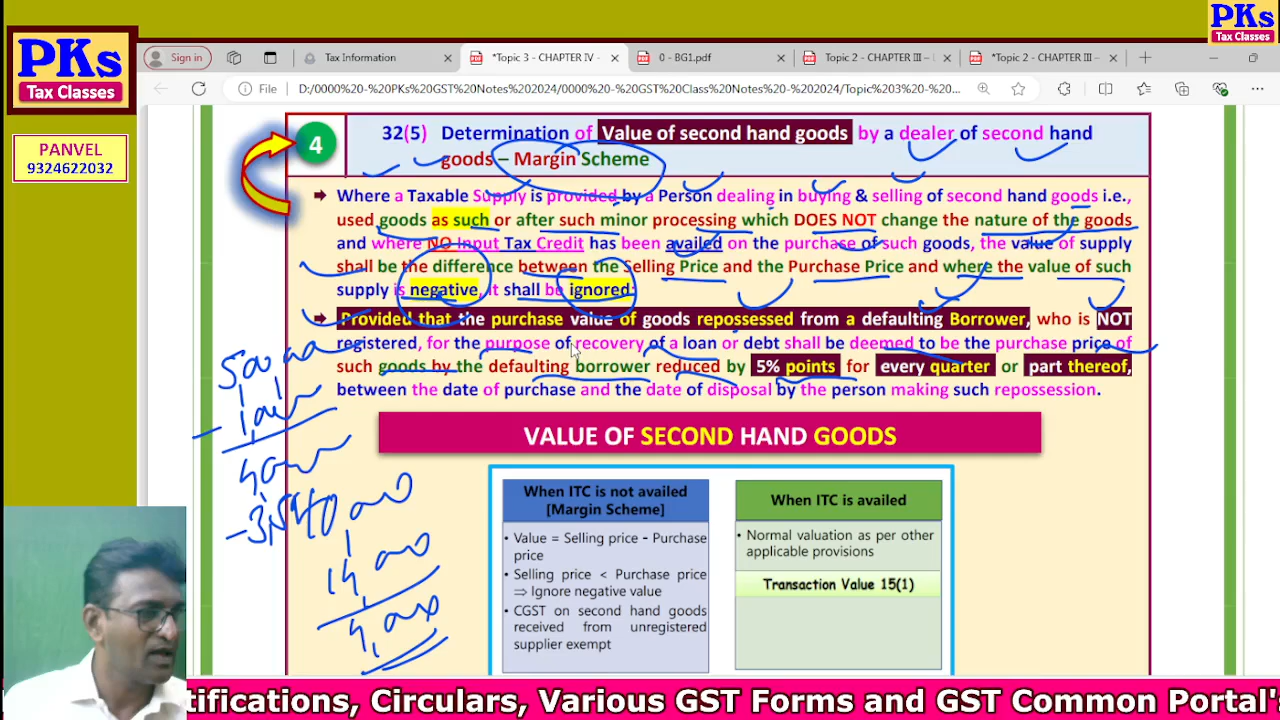 PKs
Tax Classes
PKs
Tax Classes
PANVEL
9324622032
Sign in
Tax Information
*Topic 3 - CHAPTER IV -
0 - BG1.pdf
Topic 2 - CHAPTER III – L
*Topic 2 - CHAPTER III –
File
D:/0000%20-%20PKs%20GST%20Notes%202024/0000%20-%20GST%20Class%20Notes%20-%202024/Topic%203%20-%20...
4
32(5) Determination of Value of second hand goods by a dealer of second hand
goods – Margin Scheme
Where a Taxable Supply is provided by a Person dealing in buying & selling of second hand goods i.e.,
used goods as such or after such minor processing which DOES NOT change the nature of the goods
and where NO Input Tax Credit has been availed on the purchase of such goods, the value of supply
shall be the difference between the Selling Price and the Purchase Price and where the value of such
supply is negative, it shall be ignored:
Provided that the purchase value of goods repossessed from a defaulting Borrower, who is NOT
registered, for the purpose of recovery of a loan or debt shall be deemed to be the purchase price of
such goods by the defaulting borrower reduced by 5% points for every quarter or part thereof,
between the date of purchase and the date of disposal by the person making such repossession.
VALUE OF SECOND HAND GOODS
When ITC is not availed
[Margin Scheme]
• Value = Selling price - Purchase
price
• Selling price < Purchase price
⇒ Ignore negative value
• CGST on second hand goods
received from unregistered
supplier exempt
When ITC is availed
• Normal valuation as per other
applicable provisions
Transaction Value 15(1)
tifications, Circulars, Various GST Forms and GST Common Portal's